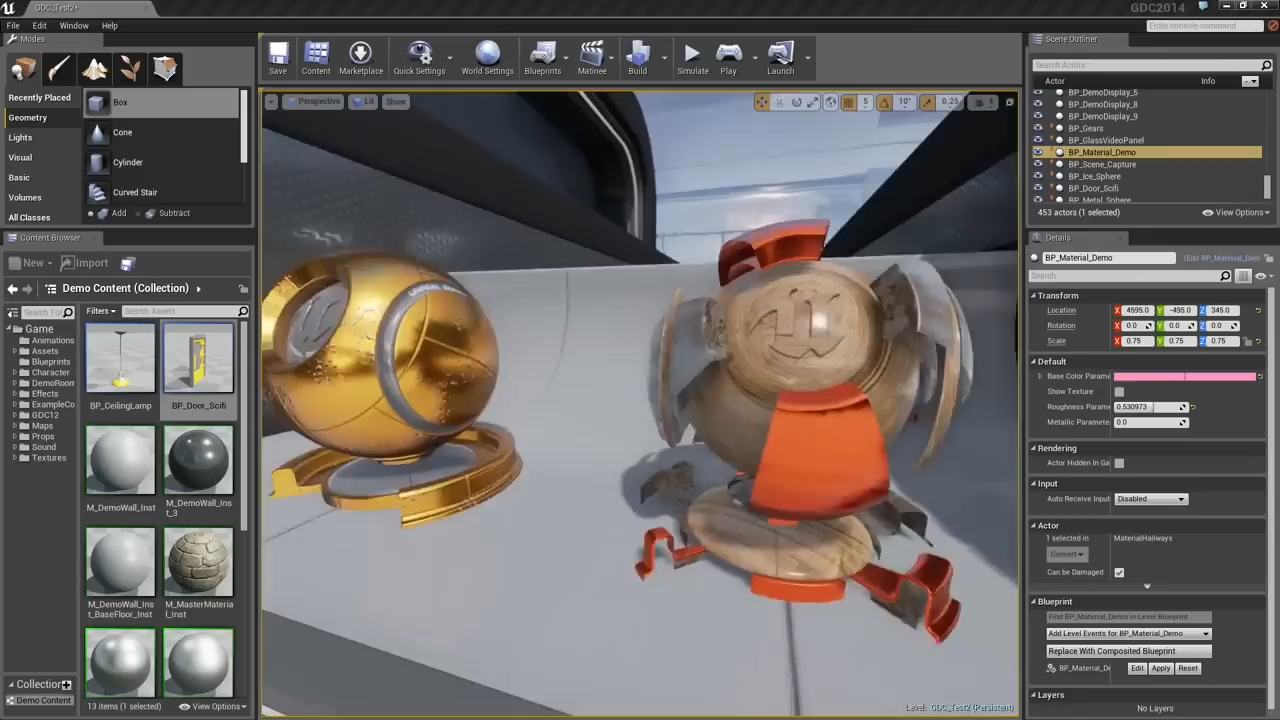 GDC_Test2*
GDC2014
File Edit Window Help
Enter console command
Modes
Recently Placed
Geometry
Lights
Visual
Basic
Volumes
All Classes
Box
Cone
Cylinder
Curved Stair
Add Subtract
Save Content Marketplace Quick Settings World Settings Blueprints Matinee Build Simulate Play Launch
Perspective Lit Show
5 10° 0.25 4
Scene Outliner
Search Actors
Actor Info
BP_DemoDisplay_5
BP_DemoDisplay_8
BP_DemoDisplay_9
BP_Gears
BP_GlassVideoPanel
BP_Material_Demo
BP_Scene_Capture
BP_Ice_Sphere
BP_Door_Scifi
BP_Metal_Sphere
453 actors (1 selected) View Options
Content Browser
New Import
Demo Content (Collection)
Search Fol
Filters Search Assets
Game
Animations
Assets
Blueprints
Character
DemoRoom
Effects
ExampleCo
GDC12
Maps
Props
Sound
Textures
BP_CeilingLamp
BP_Door_Scifi
M_DemoWall_Inst
M_DemoWall_Inst_3
M_DemoWall_Inst_BaseFloor_Inst
M_MasterMaterial_Inst
Collection
Demo Content
13 items (1 selected) View Options
Level: GDC_Test2 (Persistent)
Details
BP_Material_Demo (Edit BP_Material_Dem
Search
Transform
Location X 4595.0 Y -495.0 Z 345.0
Rotation X 0.0 Y 0.0 Z 0.0
Scale X 0.75 Y 0.75 Z 0.75
Default
Base Color Parame
Show Texture
Roughness Param 0.530973
Metallic Paramete 0.0
Rendering
Actor Hidden In Ga
Input
Auto Receive Input Disabled
Actor
1 selected in MaterialHallways
Convert
Can be Damaged
Blueprint
Find BP_Material_Demo in Level Blueprint
Add Level Events for BP_Material_Demo
Replace With Composited Blueprint
BP_Material_De Edit Apply Reset
Layers
No Layers